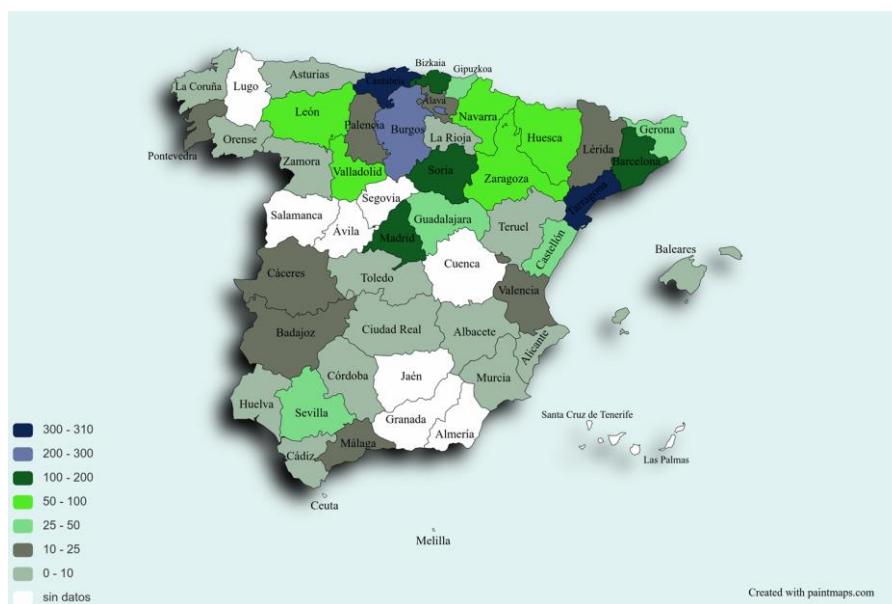 Bizkaia
Gipuzkoa
Asturias
Cantabria
La Coruña
Lugo
Álava
León
Navarra
Palencia
Burgos
La Rioja
Huesca
Gerona
Lérida
Orense
Pontevedra
Zamora
Barcelona
Valladolid
Soria
Zaragoza
Tarragona
Segovia
Salamanca
Guadalajara
Teruel
Ávila
Madrid
Castellón
Baleares
Cuenca
Cáceres
Toledo
Valencia
Badajoz
Ciudad Real
Albacete
Alicante
Córdoba
Jaén
Murcia
Huelva
Sevilla
Granada
Almería
Santa Cruz de Tenerife
Málaga
Cádiz
Las Palmas
Ceuta
Melilla
300 - 310
200 - 300
100 - 200
50 - 100
25 - 50
10 - 25
0 - 10
sin datos
Created with paintmaps.com